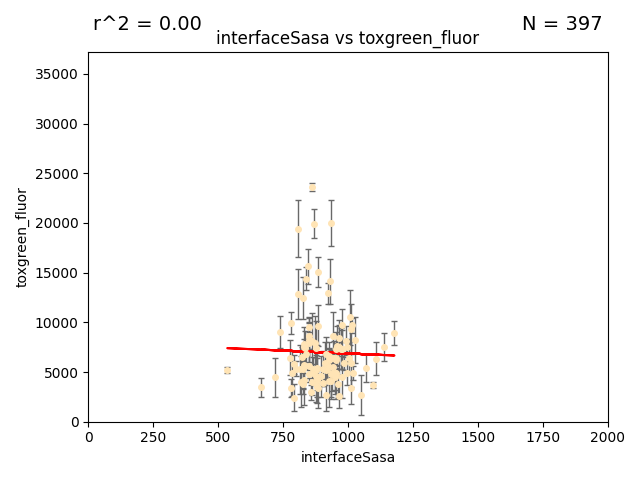 r^2 = 0.00
N = 397
interfaceSasa vs toxgreen_fluor
toxgreen_fluor
35000
30000
25000
20000
15000
10000
5000
0
0 250 500 750 1000 1250 1500 1750 2000
interfaceSasa